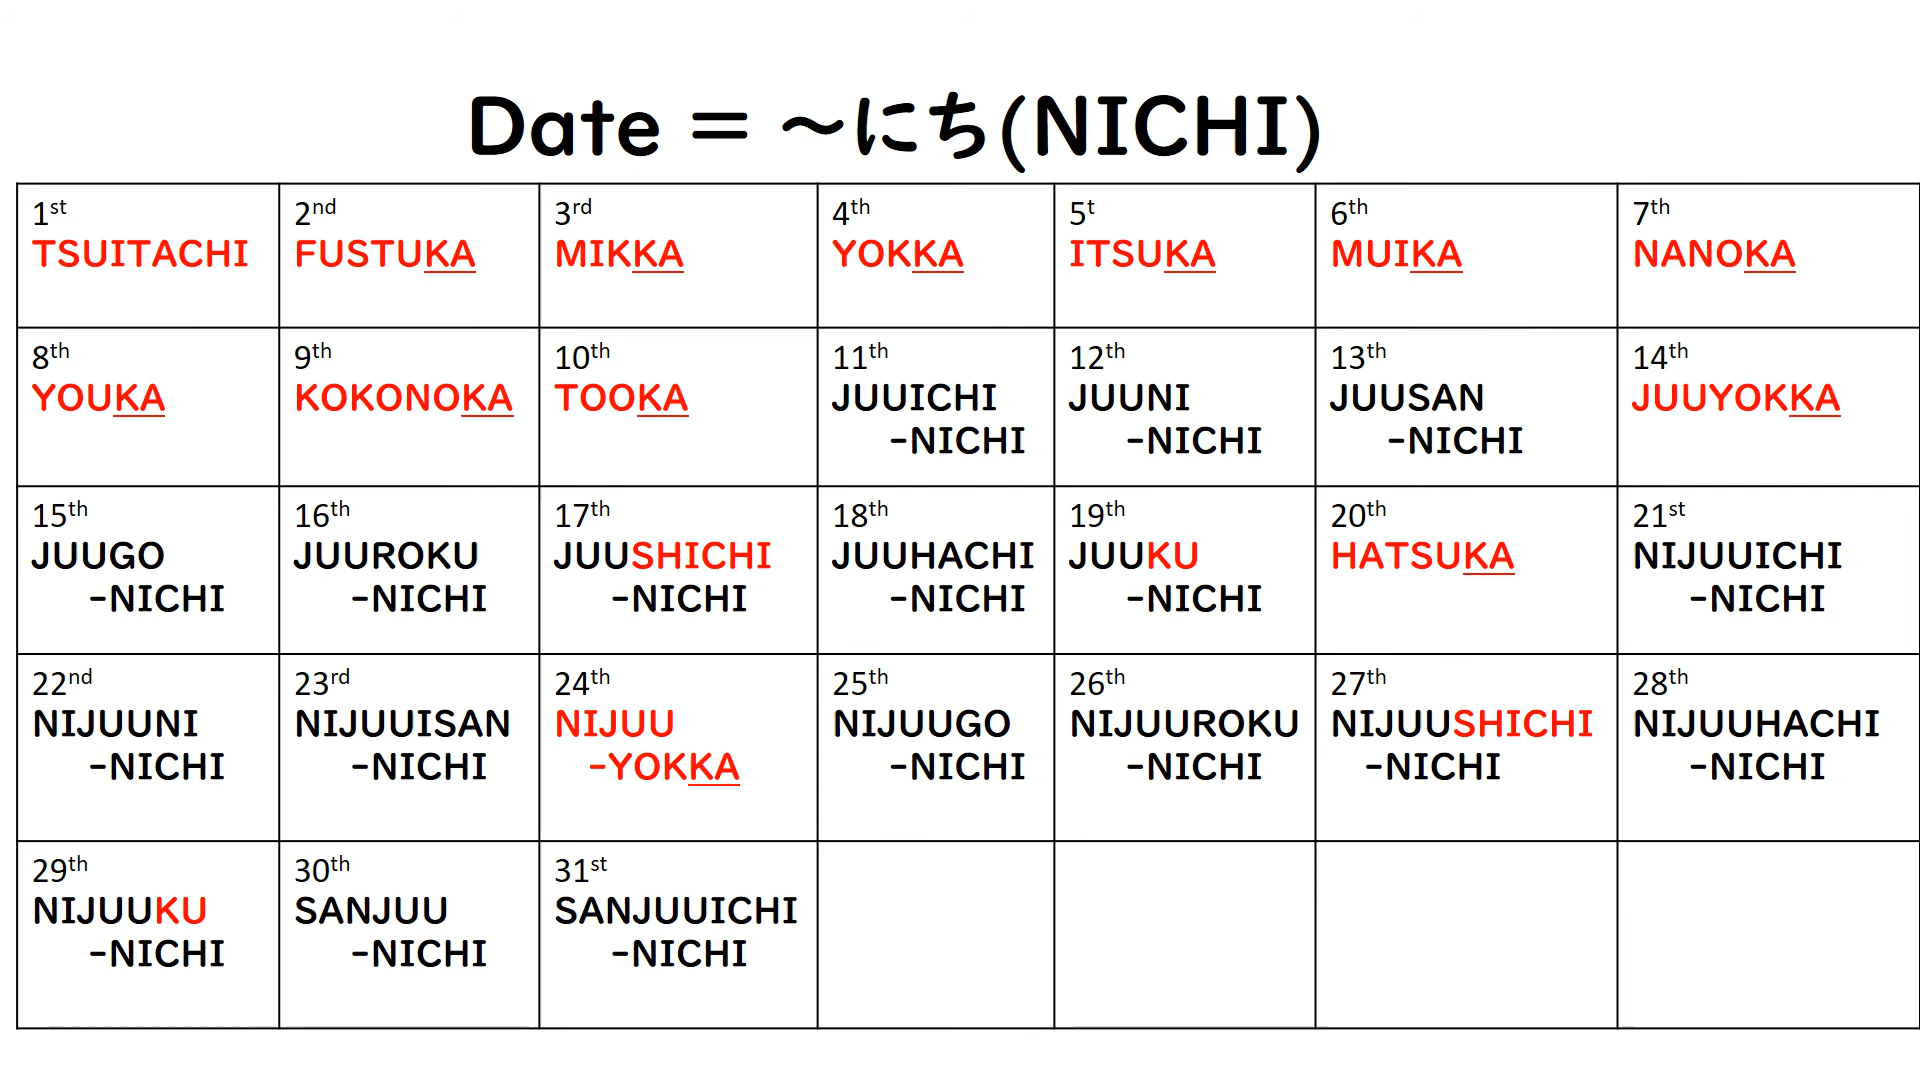 Date = ～にち(NICHI)
1st
TSUITACHI
2nd
FUSTUKA
3rd
MIKKA
4th
YOKKA
5t
ITSUKA
6th
MUIKA
7th
NANOKA
8th
YOUKA
9th
KOKONOKA
10th
TOOKA
11th
JUUICHI
-NICHI
12th
JUUNI
-NICHI
13th
JUUSAN
-NICHI
14th
JUUYOKKA
15th
JUUGO
-NICHI
16th
JUUROKU
-NICHI
17th
JUUSHICHI
-NICHI
18th
JUUHACHI
-NICHI
19th
JUUKU
-NICHI
20th
HATSUKA
21st
NIJUUICHI
-NICHI
22nd
NIJUUNI
-NICHI
23rd
NIJUUISAN
-NICHI
24th
NIJUU
-YOKKA
25th
NIJUUGO
-NICHI
26th
NIJUUROKU
-NICHI
27th
NIJUUSHICHI
-NICHI
28th
NIJUUHACHI
-NICHI
29th
NIJUUKU
-NICHI
30th
SANJUU
-NICHI
31st
SANJUUICHI
-NICHI